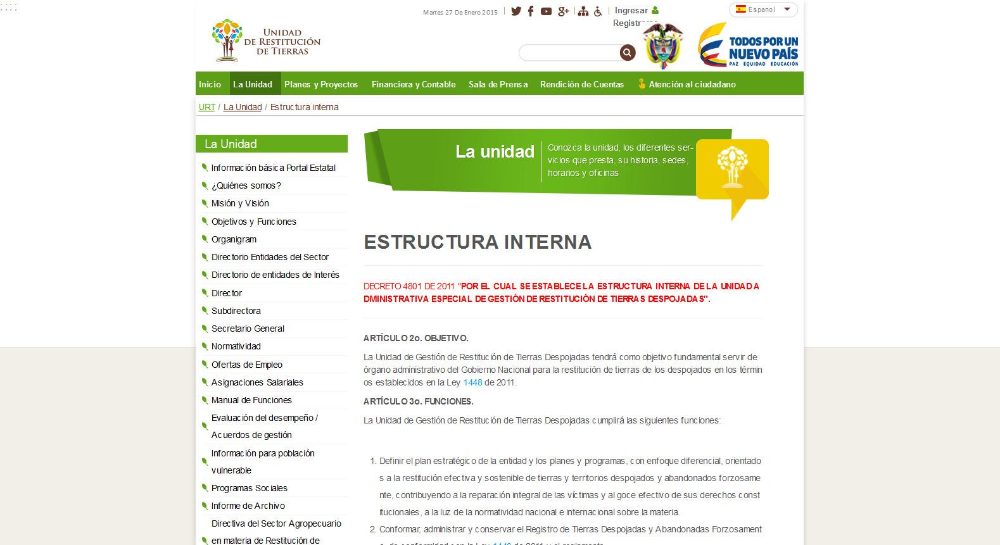 ; ; ; ;
Martes 27 De Enero 2015
Ingresar
Español
UNIDAD
DE RESTITUCIÓN
DE TIERRAS
TODOS POR UN
NUEVO PAÍS
PAZ EQUIDAD EDUCACIÓN
Inicio La Unidad Planes y Proyectos Financiera y Contable Sala de Prensa Rendición de Cuentas Atención al ciudadano
URT / La Unidad / Estructura interna
La Unidad
Información básica Portal Estatal
¿Quiénes somos?
Misión y Visión
Objetivos y Funciones
Organigram
Directorio Entidades del Sector
Directorio de entidades de Interés
Director
Subdirectora
Secretario General
Normatividad
Ofertas de Empleo
Asignaciones Salariales
Manual de Funciones
Evaluación del desempeño /
Acuerdos de gestión
Información para población
vulnerable
Programas Sociales
Informe de Archivo
Directiva del Sector Agropecuario
en materia de Restitución de
La unidad
Conozca la unidad, los diferentes ser-
vicios que presta, su historia, sedes,
horarios y oficinas
ESTRUCTURA INTERNA
DECRETO 4801 DE 2011 "POR EL CUAL SE ESTABLECE LA ESTRUCTURA INTERNA DE LA UNIDAD A
DMINISTRATIVA ESPECIAL DE GESTIÓN DE RESTITUCIÓN DE TIERRAS DESPOJADAS".
ARTÍCULO 2o. OBJETIVO.
La Unidad de Gestión de Restitución de Tierras Despojadas tendrá como objetivo fundamental servir de
órgano administrativo del Gobierno Nacional para la restitución de tierras de los despojados en los términ
os establecidos en la Ley 1448 de 2011.
ARTÍCULO 3o. FUNCIONES.
La Unidad de Gestión de Restitución de Tierras Despojadas cumplirá las siguientes funciones:
1. Definir el plan estratégico de la entidad y los planes y programas, con enfoque diferencial, orientado
s a la restitución efectiva y sostenible de tierras y territorios despojados y abandonados forzosame
nte, contribuyendo a la reparación integral de las víctimas y al goce efectivo de sus derechos const
itucionales, a la luz de la normatividad nacional e internacional sobre la materia.
2. Conformar, administrar y conservar el Registro de Tierras Despojadas y Abandonadas Forzosament